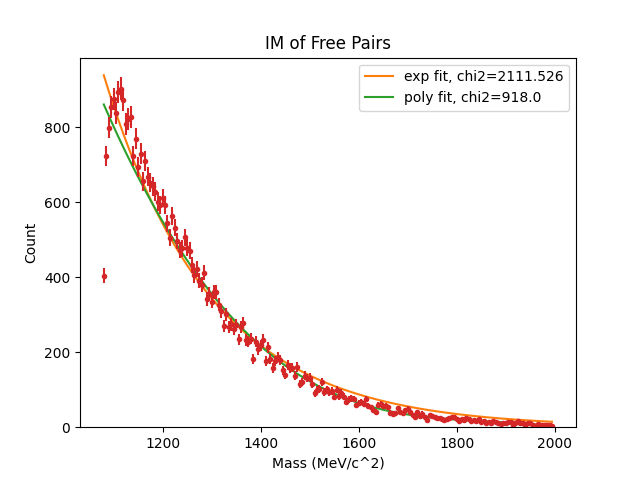 IM of Free Pairs
exp fit, chi2=2111.526
poly fit, chi2=918.0
Count
800
600
400
200
0
1200 1400 1600 1800 2000
Mass (MeV/c^2)